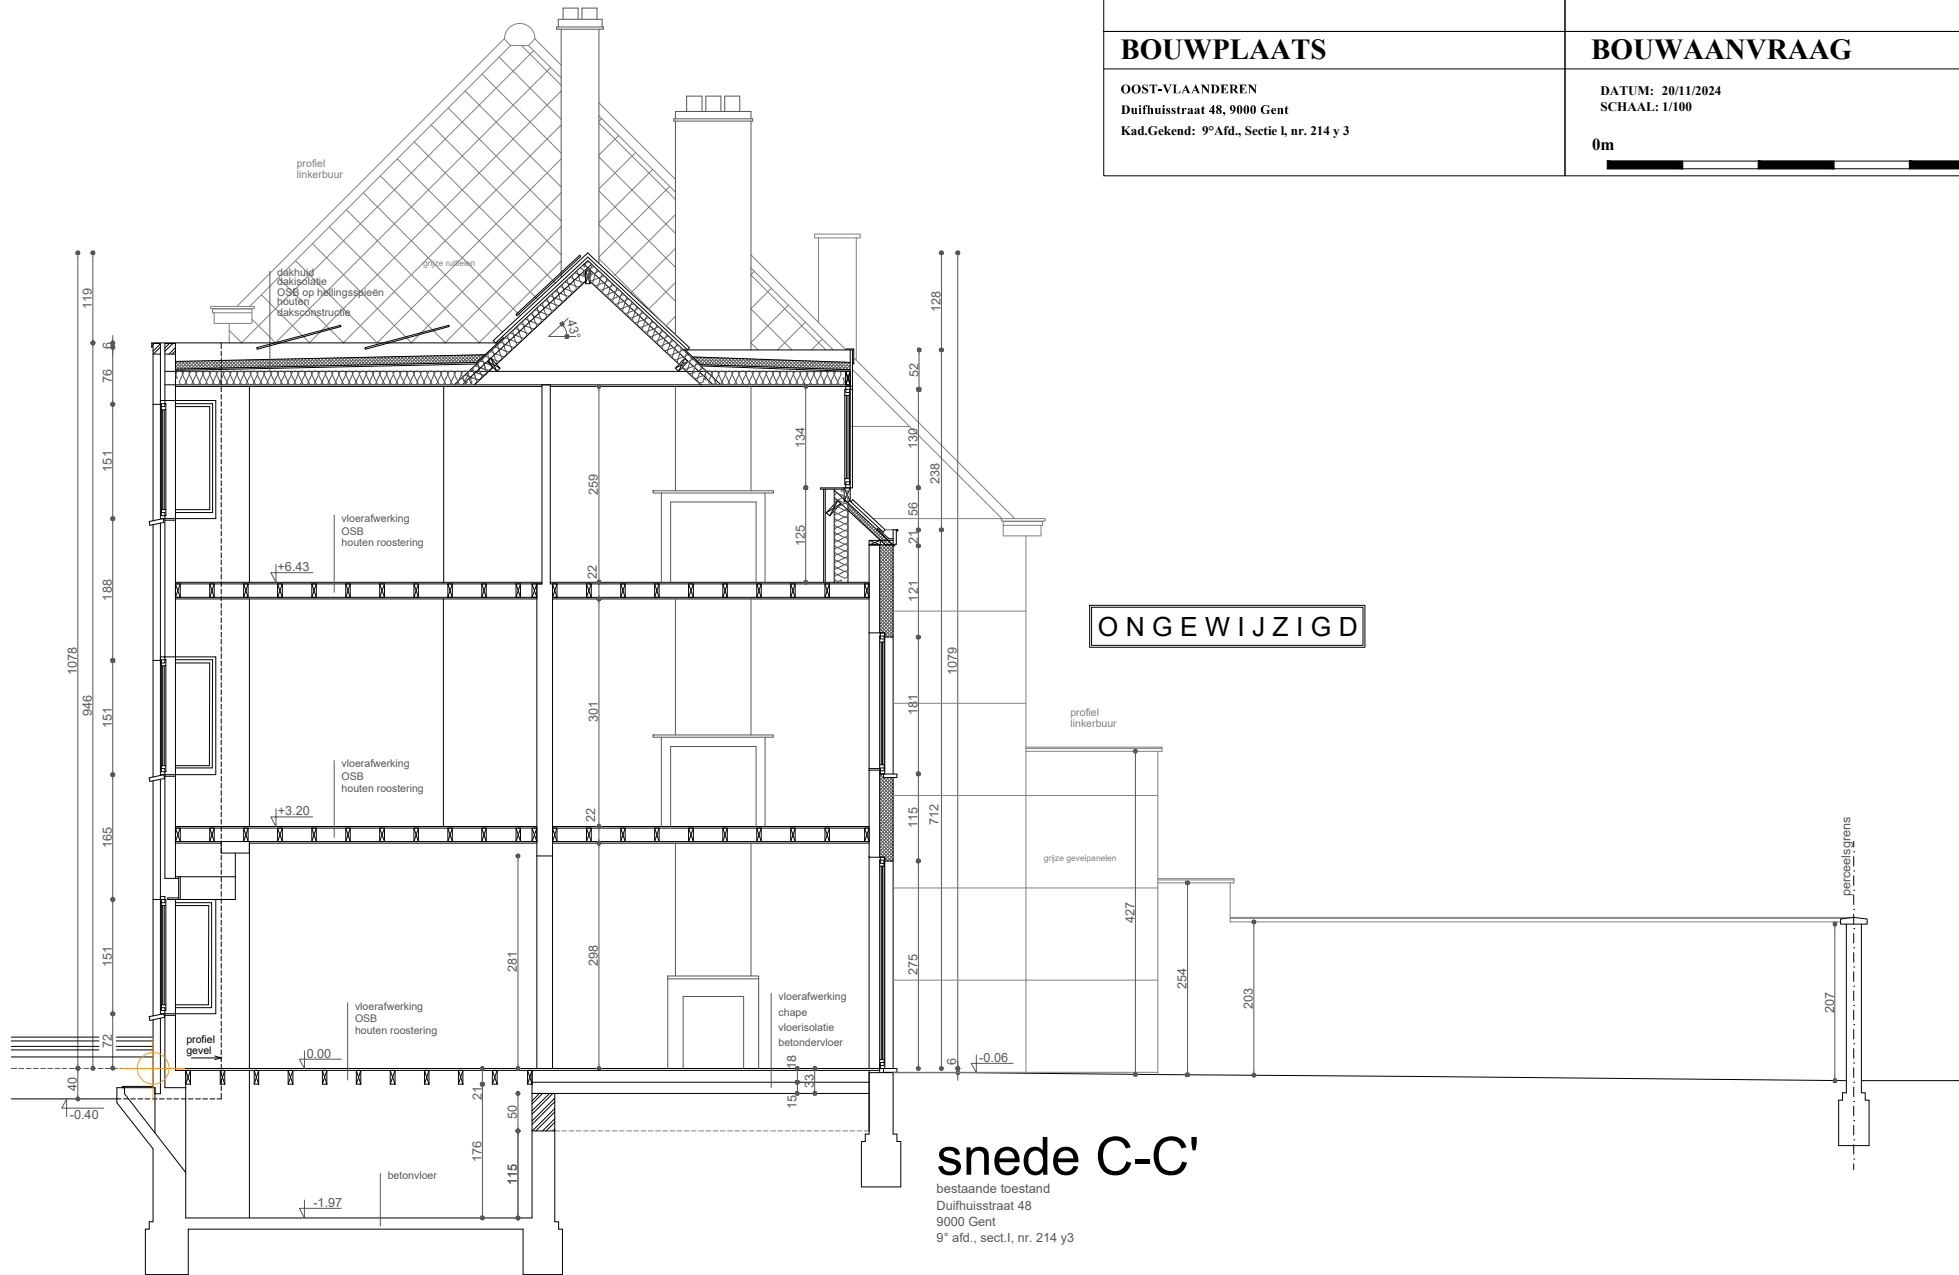 BOUWPLAATS
OOST-VLAANDEREN
Duifhuisstraat 48, 9000 Gent
Kad.Gekend: 9°Afd., Sectie I, nr. 214 y 3
BOUWAANVRAAG
DATUM: 20/11/2024
SCHAAL: 1/100
0m
profiel
linkerbuur
grijze ruitleien
dakhuid
dakisolatie
OSB op hellingsspieën
houten
daksconstructie
43°
119
6
76
151
188
151
165
151
72
40
1078
946
-0.40
vloerafwerking
OSB
houten roostering
+6.43
259
22
134
125
vloerafwerking
OSB
houten roostering
+3.20
301
22
vloerafwerking
OSB
houten roostering
0.00
281
298
vloerafwerking
chape
vloerisolatie
betondervloer
18
33
15
profiel
gevel
21
50
176
115
betonvloer
-1.97
128
52
130
238
56
21
121
181
1079
115
712
275
6
-0.06
ONGEWIJZIGD
profiel
linkerbuur
grijze gevelpanelen
427
254
203
207
perceelsgrens
snede C-C'
bestaande toestand
Duifhuisstraat 48
9000 Gent
9° afd., sect.I, nr. 214 y3